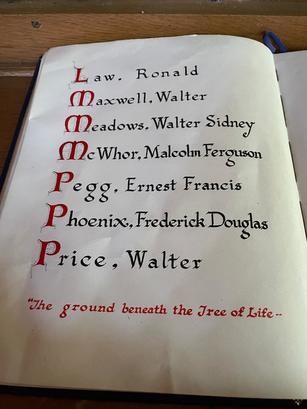 Law. Ronald
Maxwell, Walter
Meadows, Walter Sidney
McWhor, Malcolm Ferguson
Pegg, Ernest Francis
Phoenix, Frederick Douglas
Price, Walter
"The ground beneath the Tree of Life--